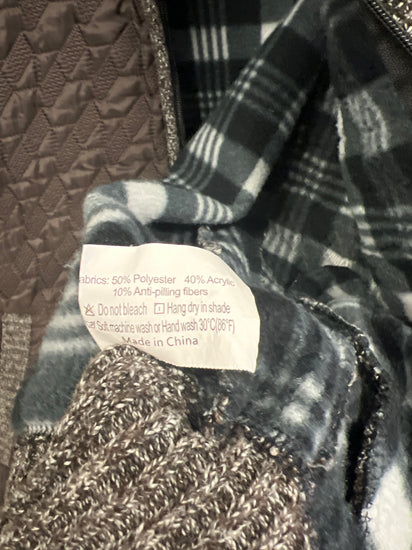 abrics: 50% Polyester 40% Acrylic
10% Anti-pilling fibers
Do not bleach Hang dry in shade
Soft machine wash or Hand wash 30°C(86°F)
Made in China